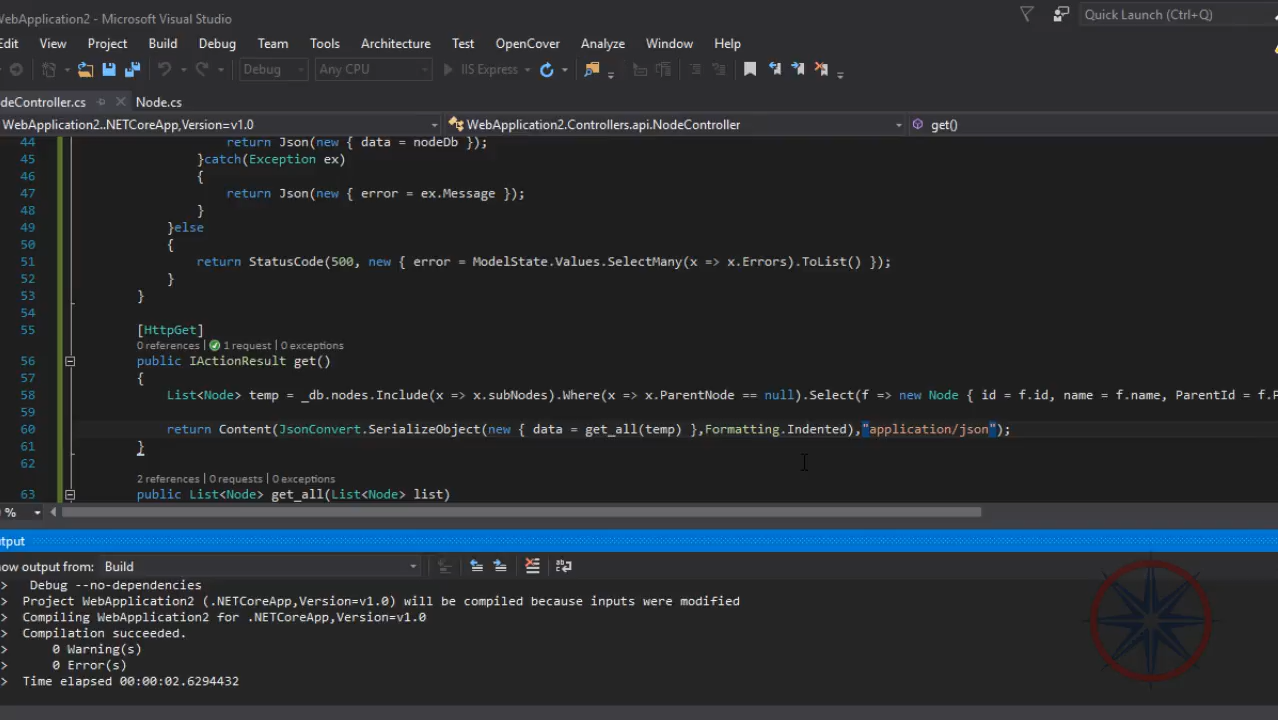 WebApplication2 - Microsoft Visual Studio
Quick Launch (Ctrl+Q)
dit View Project Build Debug Team Tools Architecture Test OpenCover Analyze Window Help
Debug Any CPU IIS Express
deController.cs Node.cs
WebApplication2..NETCoreApp,Version=v1.0 WebApplication2.Controllers.api.NodeController get()
44 return Json(new { data = nodeDb });
45 }catch(Exception ex)
46 {
47 return Json(new { error = ex.Message });
48 }
49 }else
50 {
51 return StatusCode(500, new { error = ModelState.Values.SelectMany(x => x.Errors).ToList() });
52 }
53 }
54
55 [HttpGet]
0 references | 1 request | 0 exceptions
56 public IActionResult get()
57 {
58 List<Node> temp = _db.nodes.Include(x => x.subNodes).Where(x => x.ParentNode == null).Select(f => new Node { id = f.id, name = f.name, ParentId = f.P
59
60 return Content(JsonConvert.SerializeObject(new { data = get_all(temp) },Formatting.Indented),"application/json");
61 }
62
2 references | 0 requests | 0 exceptions
63 public List<Node> get_all(List<Node> list)
%
tput
ow output from: Build
> Debug --no-dependencies
> Project WebApplication2 (.NETCoreApp,Version=v1.0) will be compiled because inputs were modified
> Compiling WebApplication2 for .NETCoreApp,Version=v1.0
> Compilation succeeded.
> 0 Warning(s)
> 0 Error(s)
> Time elapsed 00:00:02.6294432